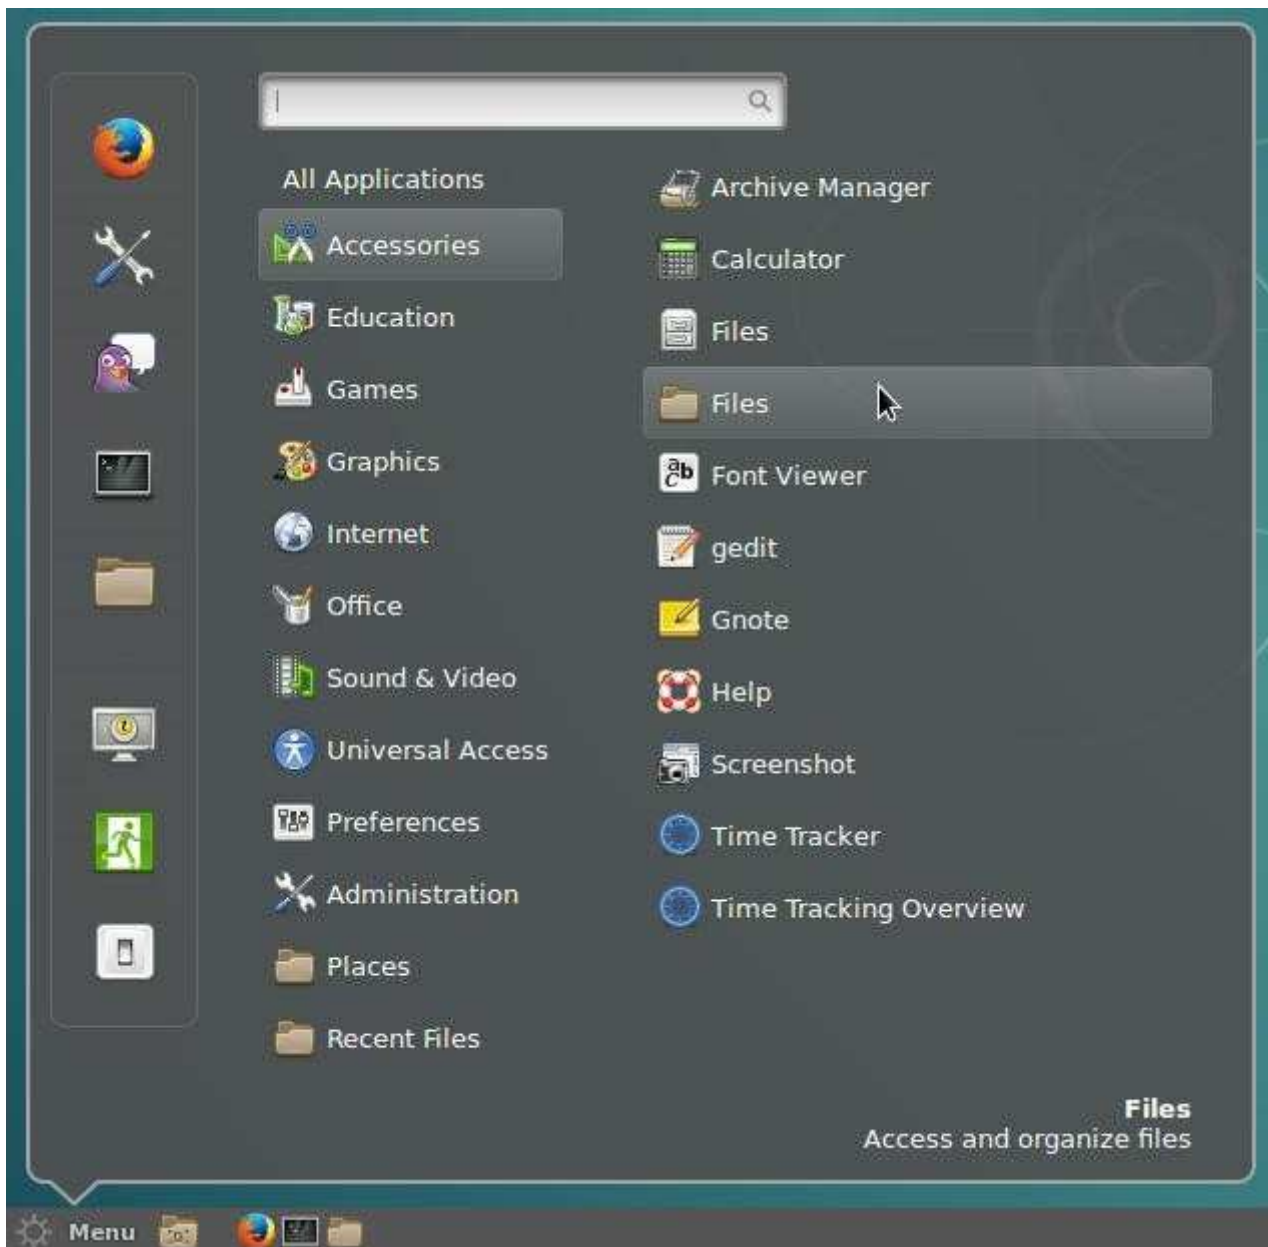 All Applications
Accessories
Education
Games
Graphics
Internet
Office
Sound & Video
Universal Access
Preferences
Administration
Places
Recent Files
Archive Manager
Calculator
Files
Files
Font Viewer
gedit
Gnote
Help
Screenshot
Time Tracker
Time Tracking Overview
Files
Access and organize files
Menu